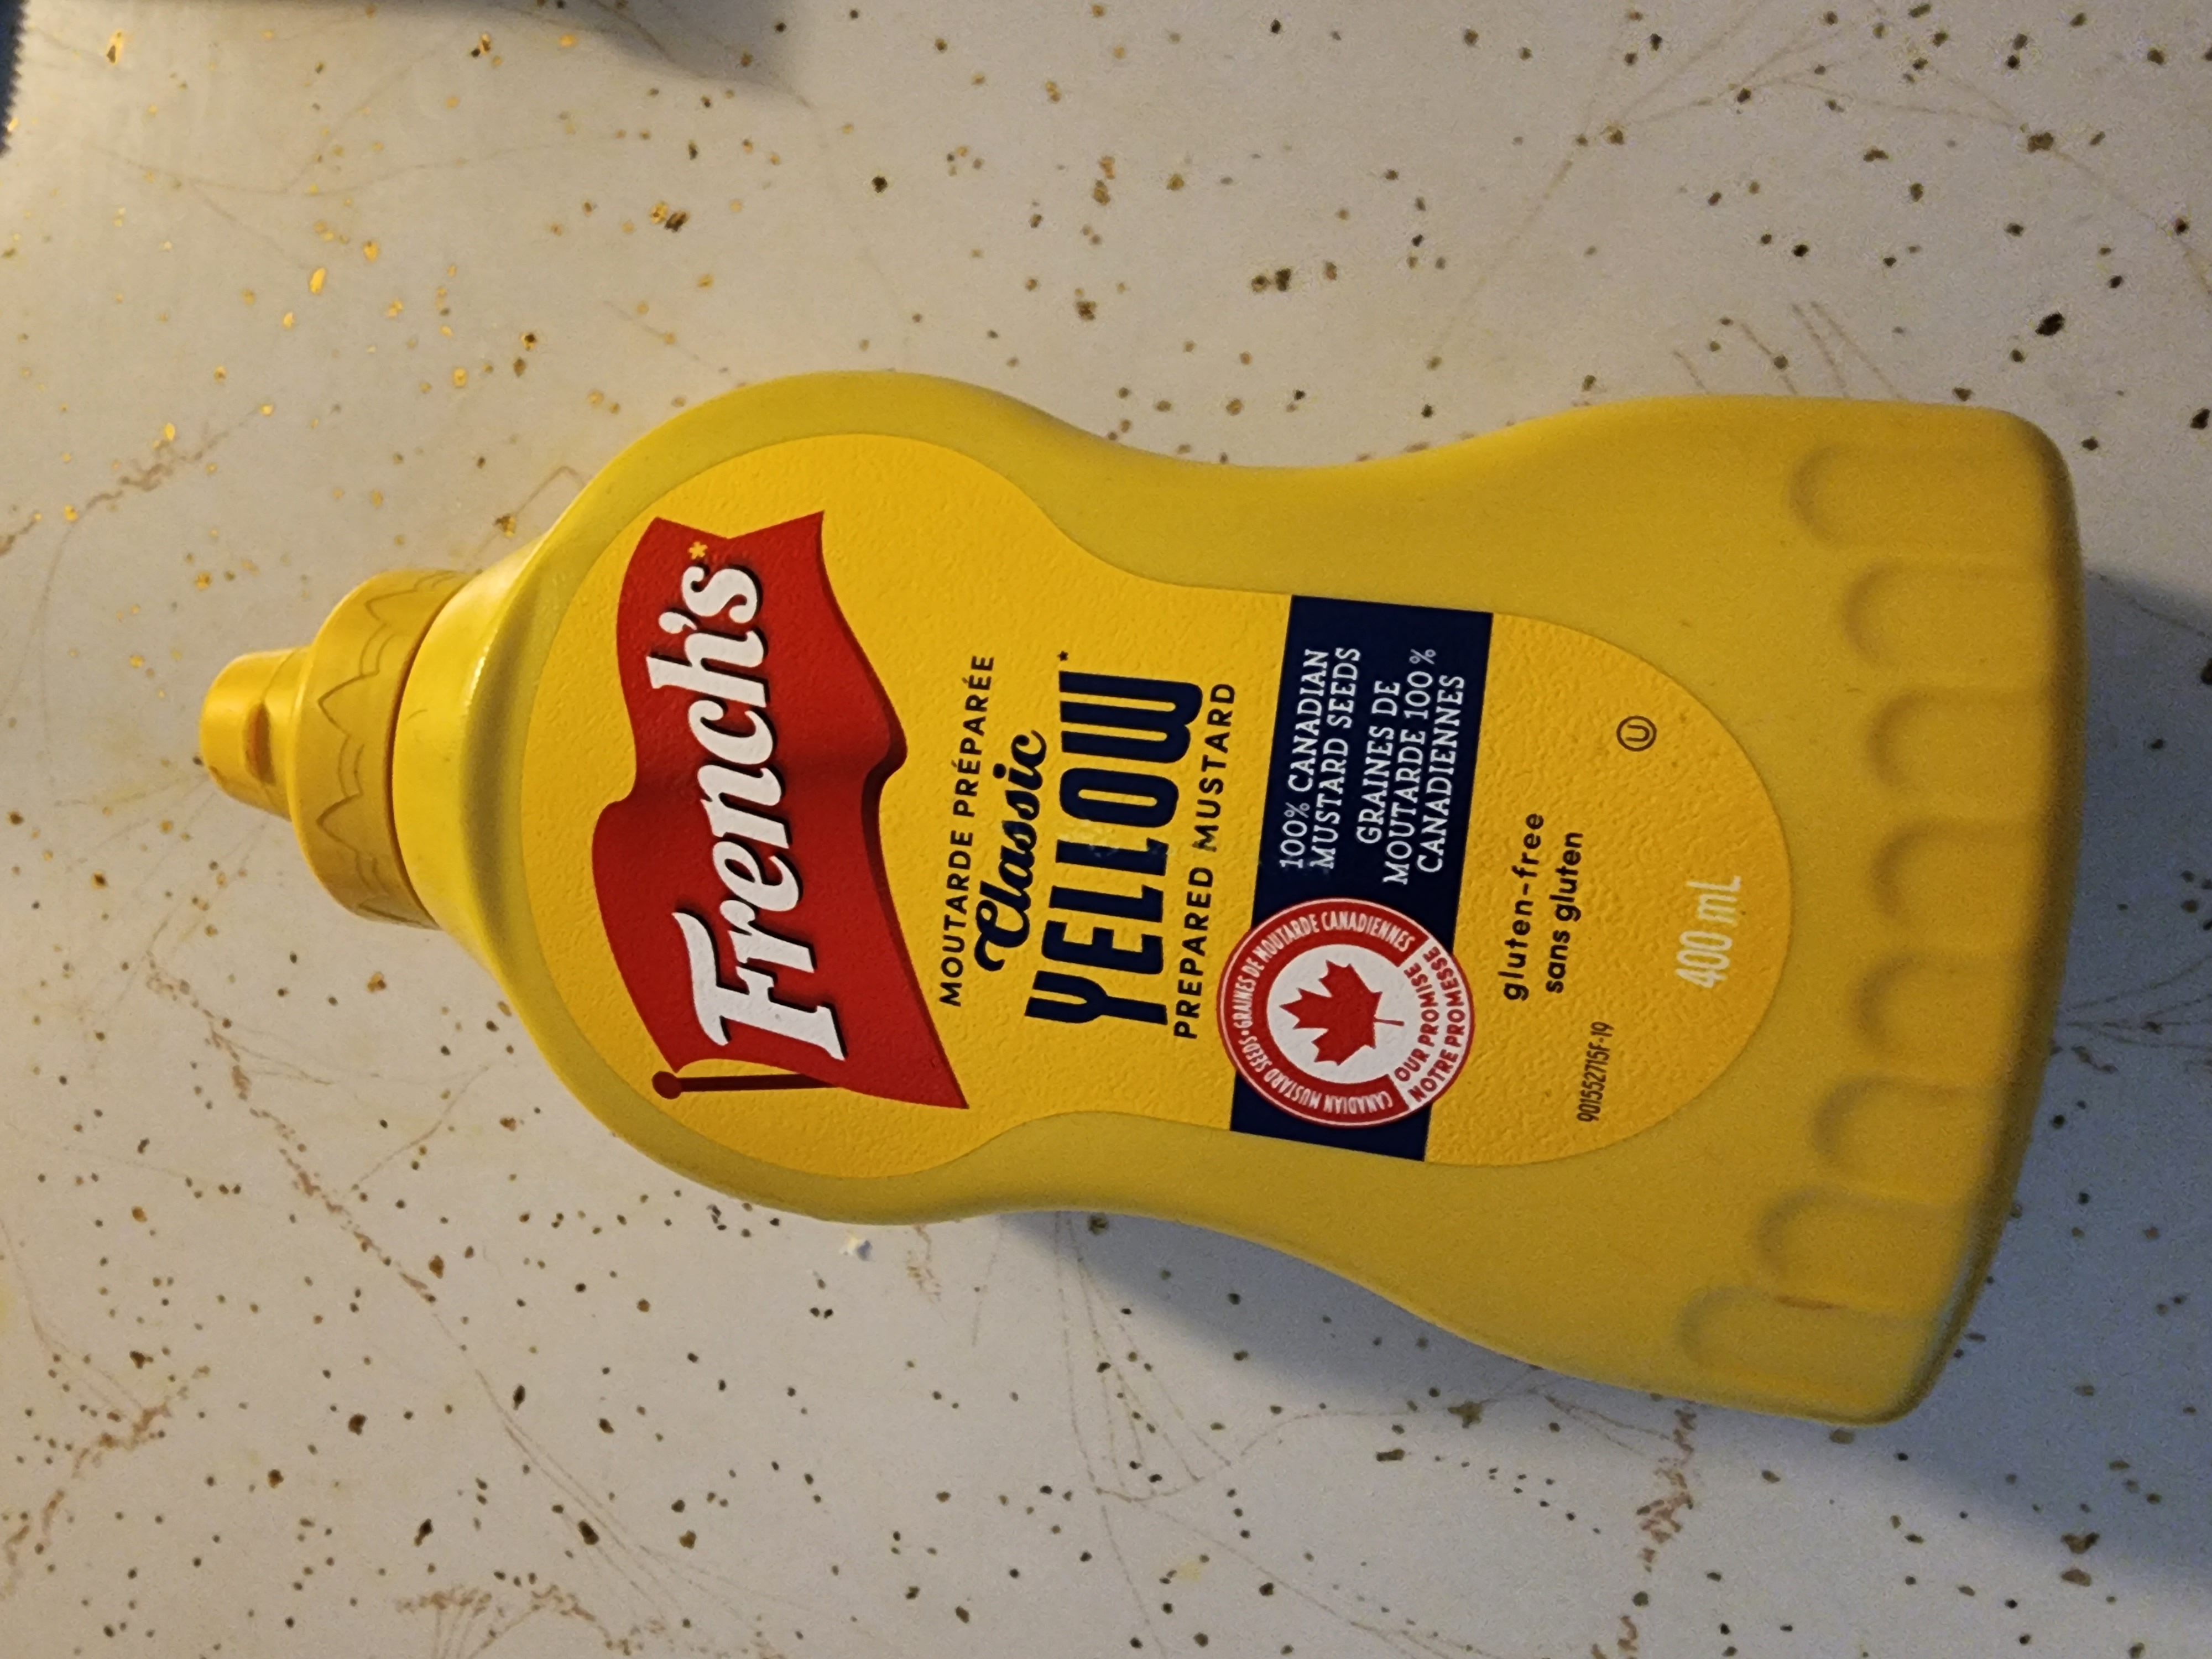 French's*
MOUTARDE PRÉPARÉE
Classic
YELLOW*
PREPARED MUSTARD
CANADIAN MUSTARD SEEDS • GRAINES DE MOUTARDE CANADIENNES
OUR PROMISE
NOTRE PROMESSE
100% CANADIAN
MUSTARD SEEDS
GRAINES DE
MOUTARDE 100%
CANADIENNES
gluten-free
sans gluten
901552715F-19
U
400 mL